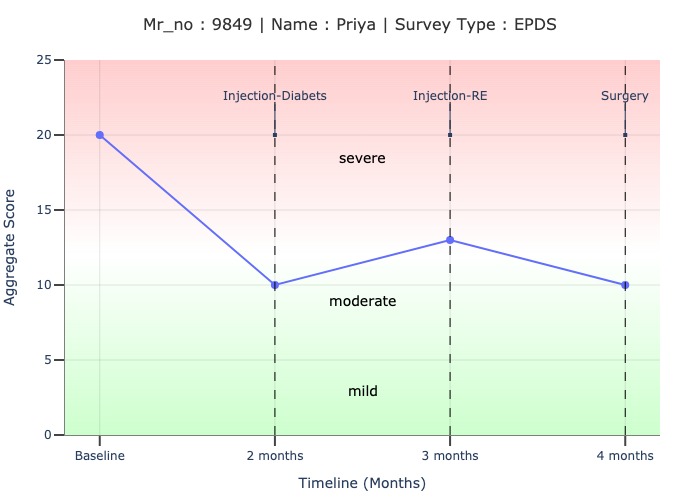 Mr_no : 9849 | Name : Priya | Survey Type : EPDS
25
Injection-Diabets
Injection-RE
Surgery
20
severe
15
Aggregate Score
10
moderate
5
mild
0
Baseline
2 months
3 months
4 months
Timeline (Months)